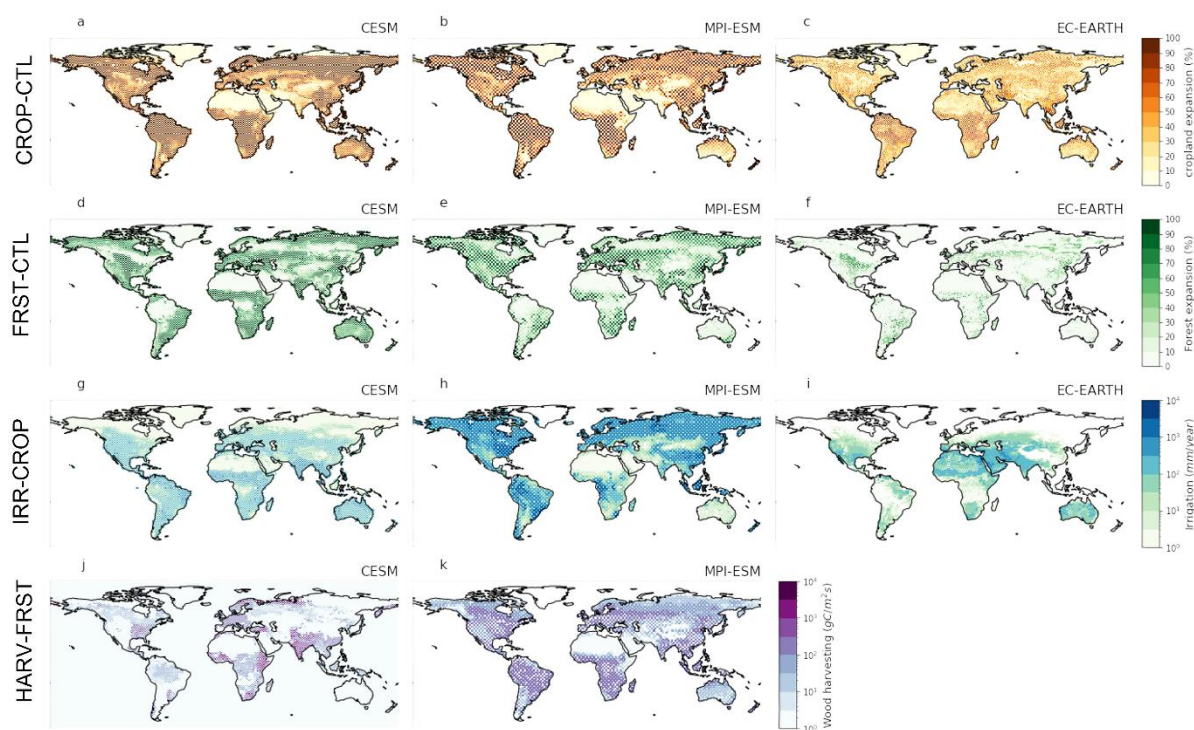 a CESM b MPI-ESM c EC-EARTH
CROP-CTL
100
90
80
70
60
50
40
30
20
10
0
cropland expansion (%)
d CESM e MPI-ESM f EC-EARTH
FRST-CTL
100
90
80
70
60
50
40
30
20
10
0
Forest expansion (%)
g CESM h MPI-ESM i EC-EARTH
IRR-CROP
10⁴
10³
10²
10¹
10⁰
Irrigation (mm/year)
j CESM k MPI-ESM
HARV-FRST
10⁴
10³
10²
10¹
10⁰
Wood harvesting (gC/m²s)